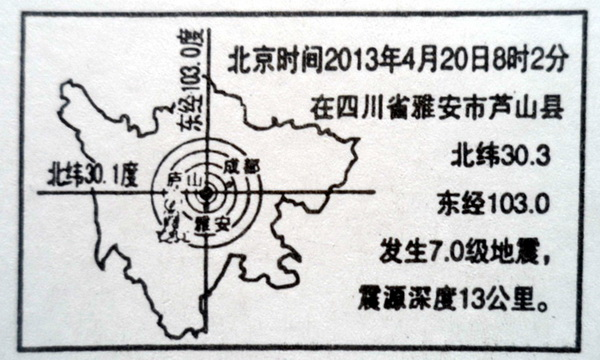 北京时间2013年4月20日8时2分
在四川省雅安市芦山县
北纬30.3
东经103.0
发生7.0级地震，
震源深度13公里。
东经103.0度
北纬30.1度
成都
芦山
雅安